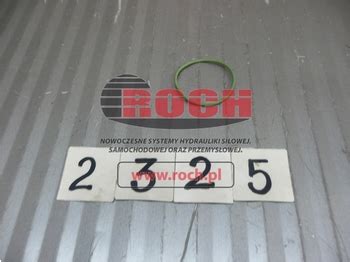 ROCH
NOWOCZESNE SYSTEMY HYDRAULIKI SIŁOWEJ,
SAMOCHODOWEJ ORAZ PRZEMYSŁOWEJ.
2 3 2 5
www.roch.pl